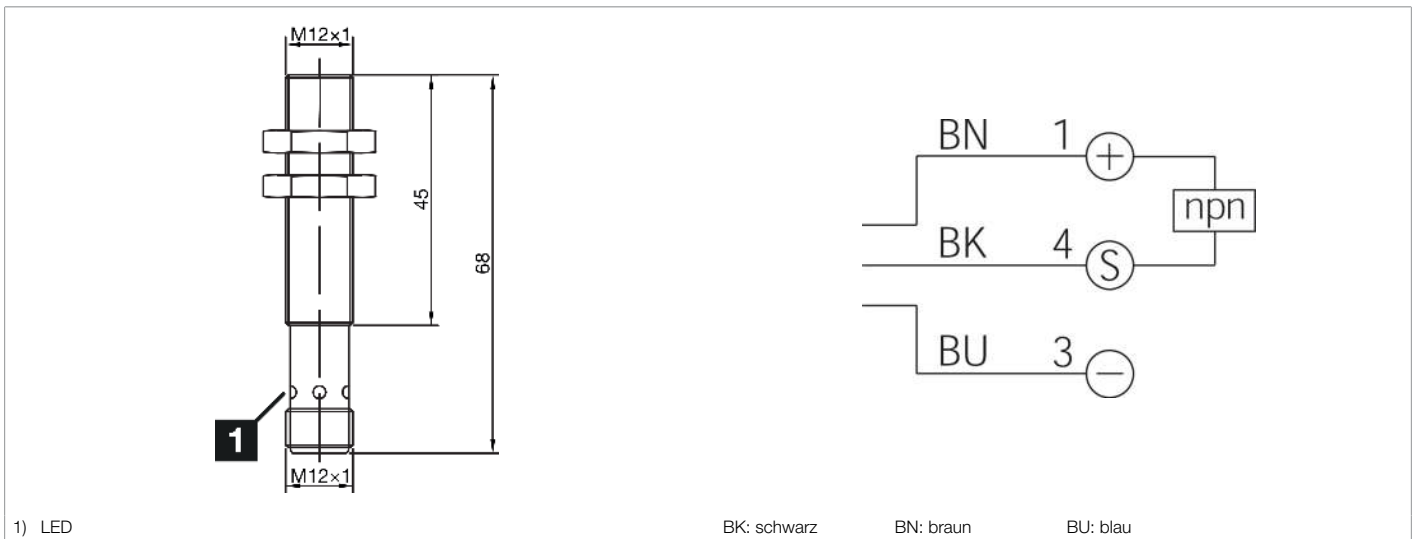 M12×1
45
68
1
M12×1
BN 1 +
npn
BK 4 S
BU 3 −
1) LED
BK: schwarz BN: braun BU: blau